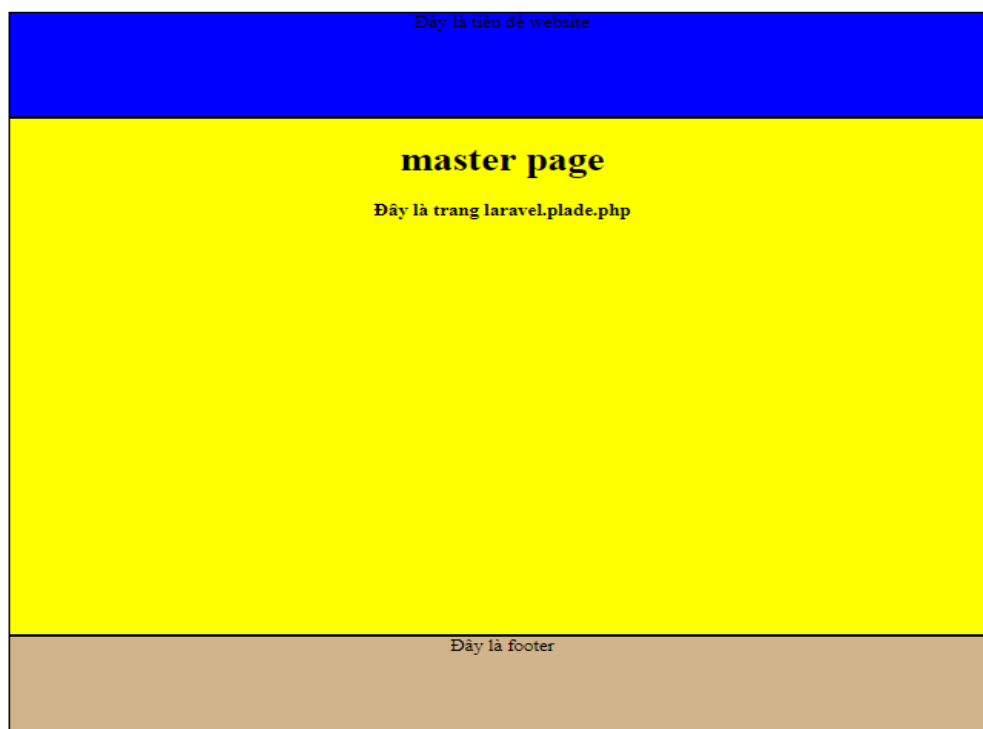 Đây là tiêu đề website
master page
Đây là trang laravel.plade.php
Đây là footer